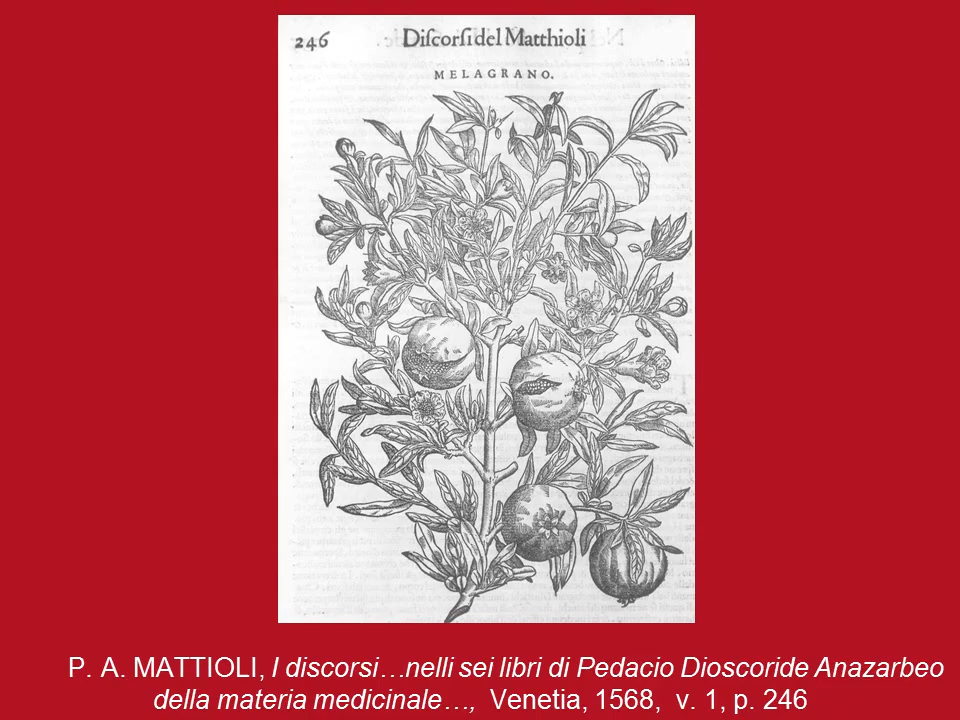 246 Diſcorſi del Matthioli
MELAGRANO.
P. A. MATTIOLI, I discorsi…nelli sei libri di Pedacio Dioscoride Anazarbeo
della materia medicinale…, Venetia, 1568, v. 1, p. 246